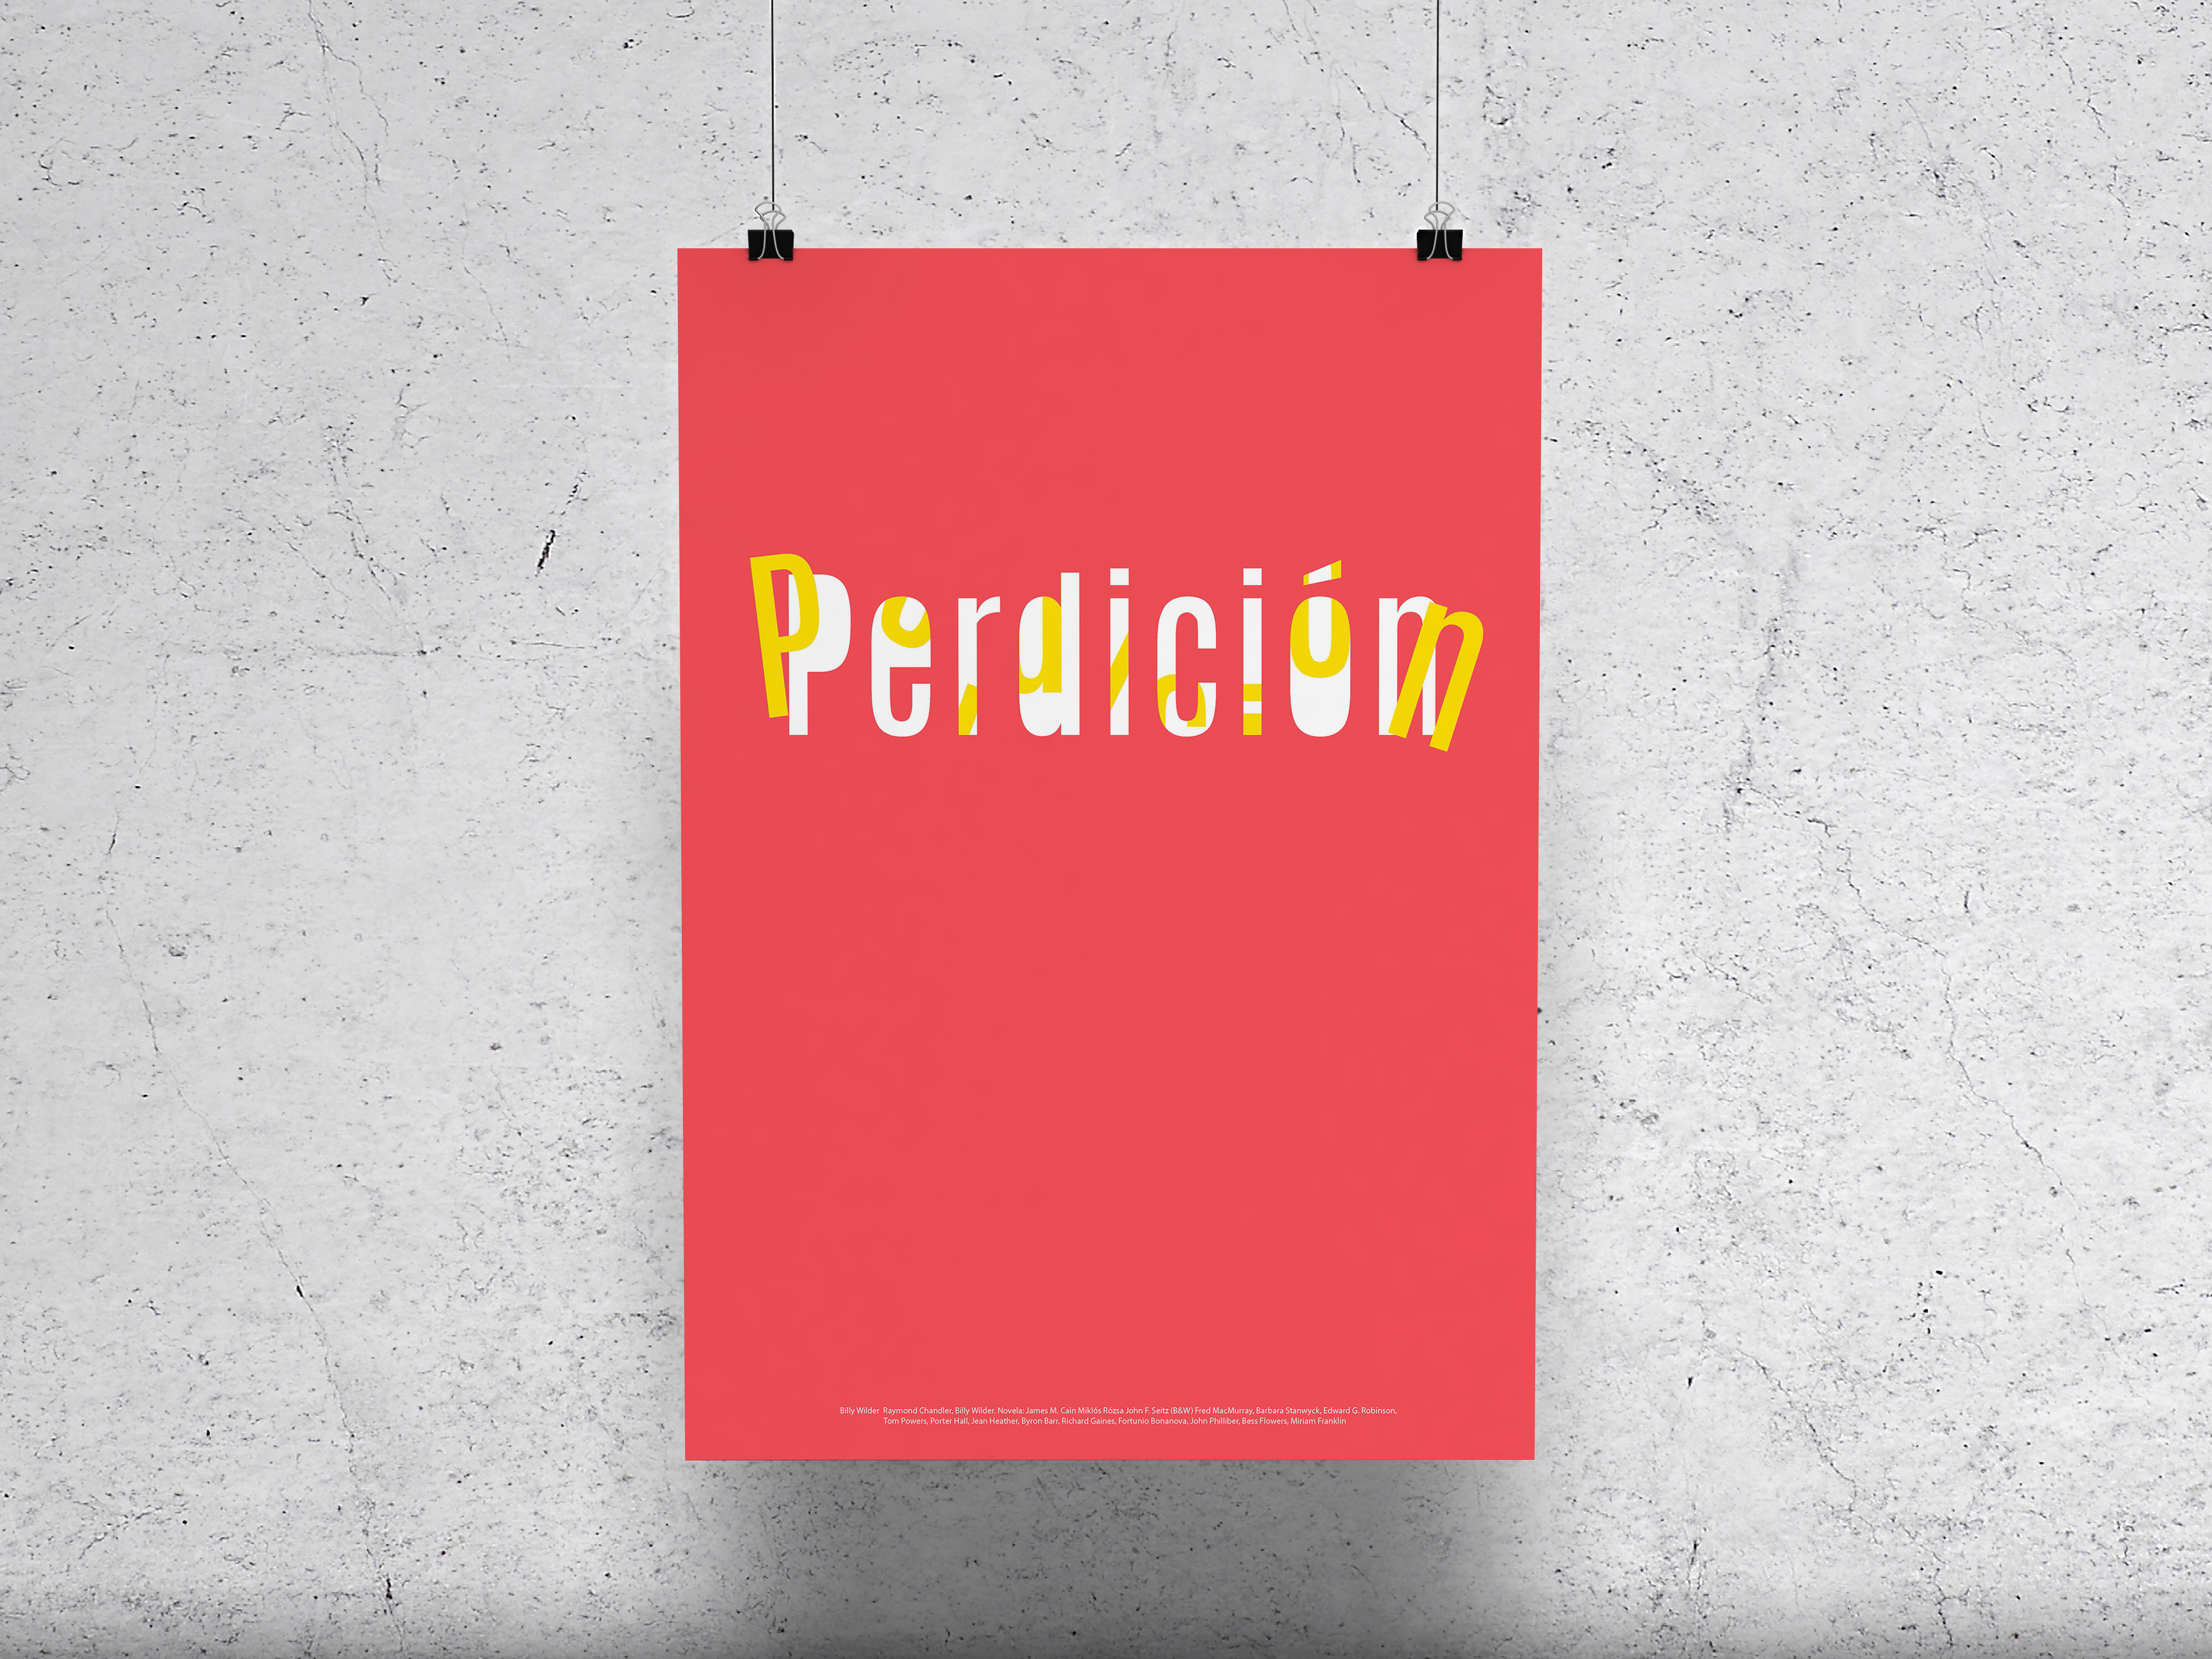 Perdición
Billy Wilder Raymond Chandler, Billy Wilder. Novela: James M. Cain Miklós Rózsa John F. Seitz (B&W) Fred MacMurray, Barbara Stanwyck, Edward G. Robinson,
Tom Powers, Porter Hall, Jean Heather, Byron Barr, Richard Gaines, Fortunio Bonanova, John Philliber, Bess Flowers, Miriam Franklin